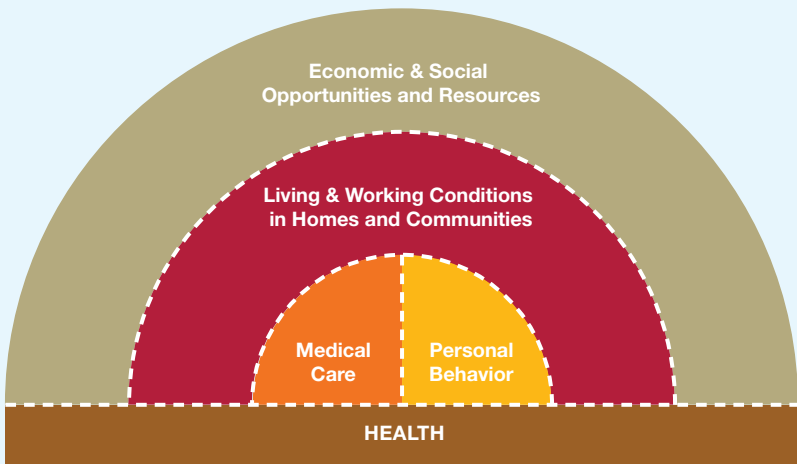 Economic & Social
Opportunities and Resources
Living & Working Conditions
in Homes and Communities
Medical
Care
Personal
Behavior
HEALTH